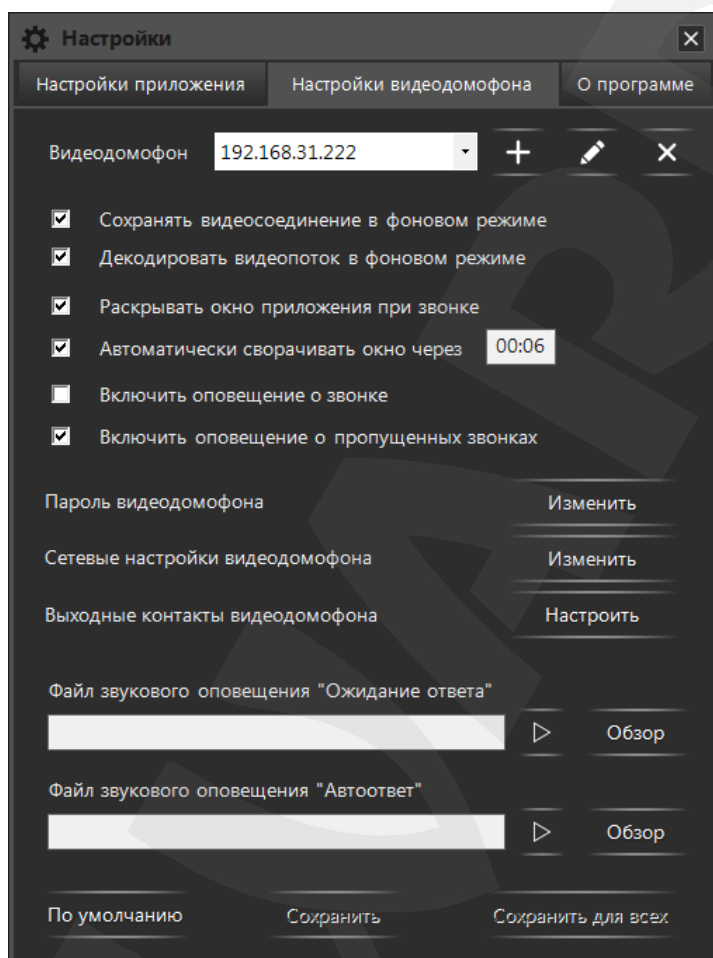 Настройки
Настройки приложения Настройки видеодомофона О программе
Видеодомофон 192.168.31.222
Сохранять видеосоединение в фоновом режиме
Декодировать видеопоток в фоновом режиме
Раскрывать окно приложения при звонке
Автоматически сворачивать окно через 00:06
Включить оповещение о звонке
Включить оповещение о пропущенных звонках
Пароль видеодомофона Изменить
Сетевые настройки видеодомофона Изменить
Выходные контакты видеодомофона Настроить
Файл звукового оповещения "Ожидание ответа"
Обзор
Файл звукового оповещения "Автоответ"
Обзор
По умолчанию Сохранить Сохранить для всех